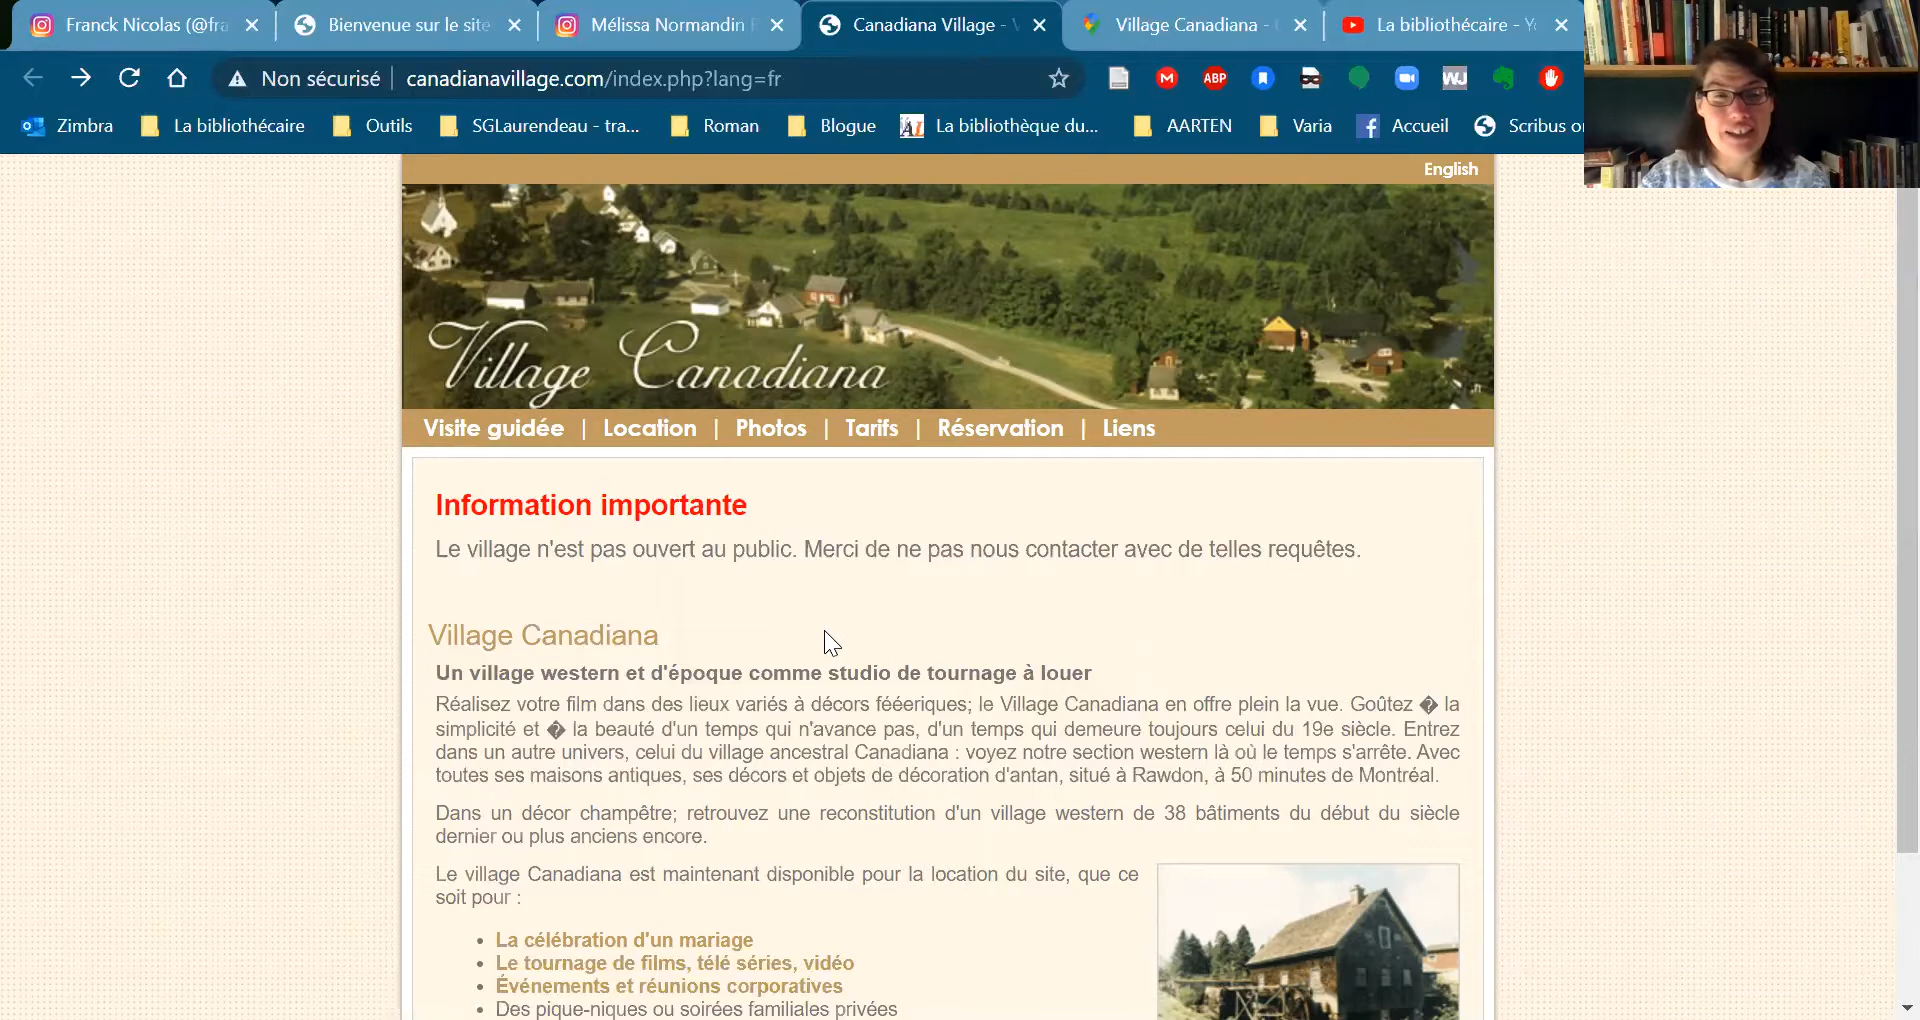 Franck Nicolas (@fra
Bienvenue sur le site
Mélissa Normandin
Canadiana Village -
Village Canadiana -
La bibliothécaire -
Non sécurisé
canadianavillage.com/index.php?lang=fr
ABP
WJ
Zimbra
La bibliothécaire
Outils
SGLaurendeau - tra...
Roman
Blogue
La bibliothèque du...
AARTEN
Varia
Accueil
Scribus
English
Village Canadiana
Visite guidée | Location | Photos | Tarifs | Réservation | Liens
Information importante
Le village n'est pas ouvert au public. Merci de ne pas nous contacter avec de telles requêtes.
Village Canadiana
Un village western et d'époque comme studio de tournage à louer
Réalisez votre film dans des lieux variés à décors féériques; le Village Canadiana en offre plein la vue. Goûtez � la
simplicité et � la beauté d'un temps qui n'avance pas, d'un temps qui demeure toujours celui du 19e siècle. Entrez
dans un autre univers, celui du village ancestral Canadiana : voyez notre section western là où le temps s'arrête. Avec
toutes ses maisons antiques, ses décors et objets de décoration d'antan, situé à Rawdon, à 50 minutes de Montréal.
Dans un décor champêtre; retrouvez une reconstitution d'un village western de 38 bâtiments du début du siècle
dernier ou plus anciens encore.
Le village Canadiana est maintenant disponible pour la location du site, que ce
soit pour :
• La célébration d'un mariage
• Le tournage de films, télé séries, vidéo
• Événements et réunions corporatives
• Des pique-niques ou soirées familiales privées